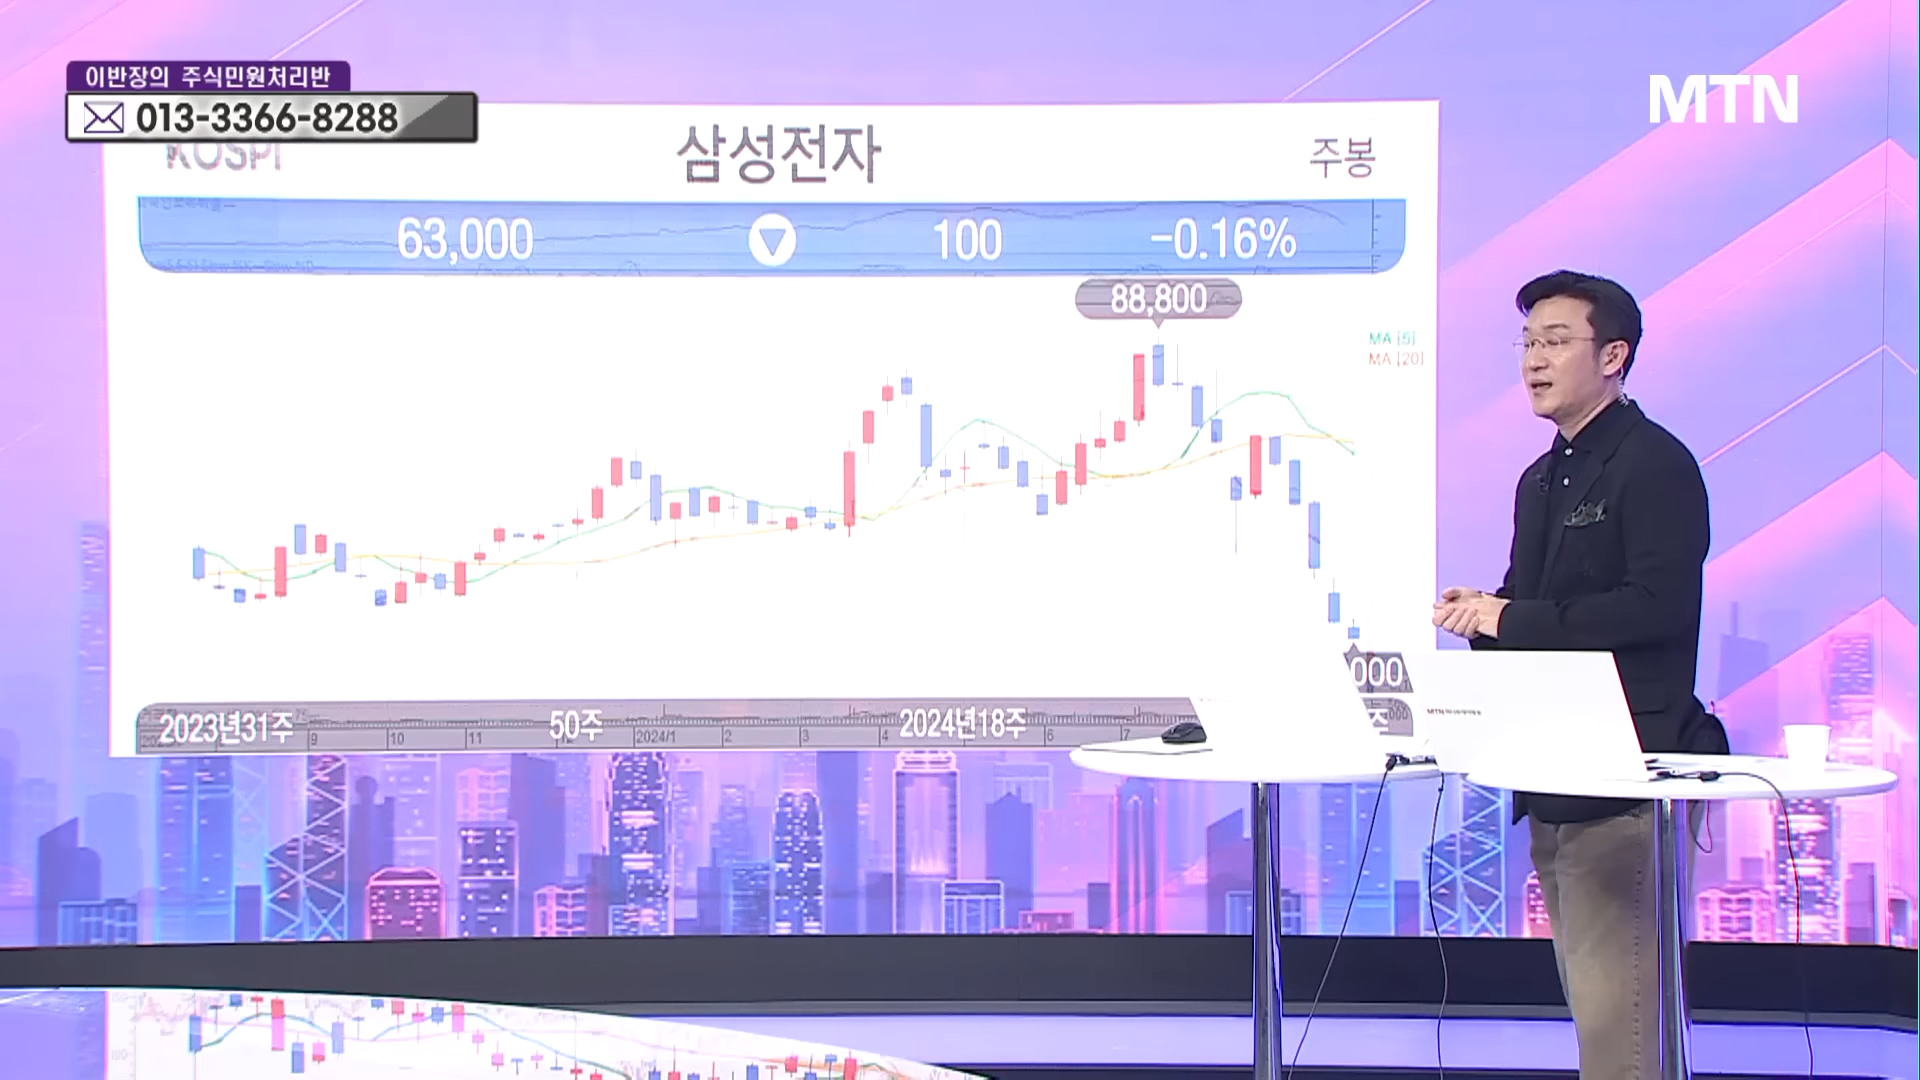 이반장의 주식민원처리반
013-3366-8288
MTN
KOSPI
삼성전자
주봉
63,000 ▼ 100 -0.16%
88,800
MA [5]
MA [20]
000
2023년31주
50주
2024년18주
주
9
10
11
12
2024/1
2
3
4
6
7